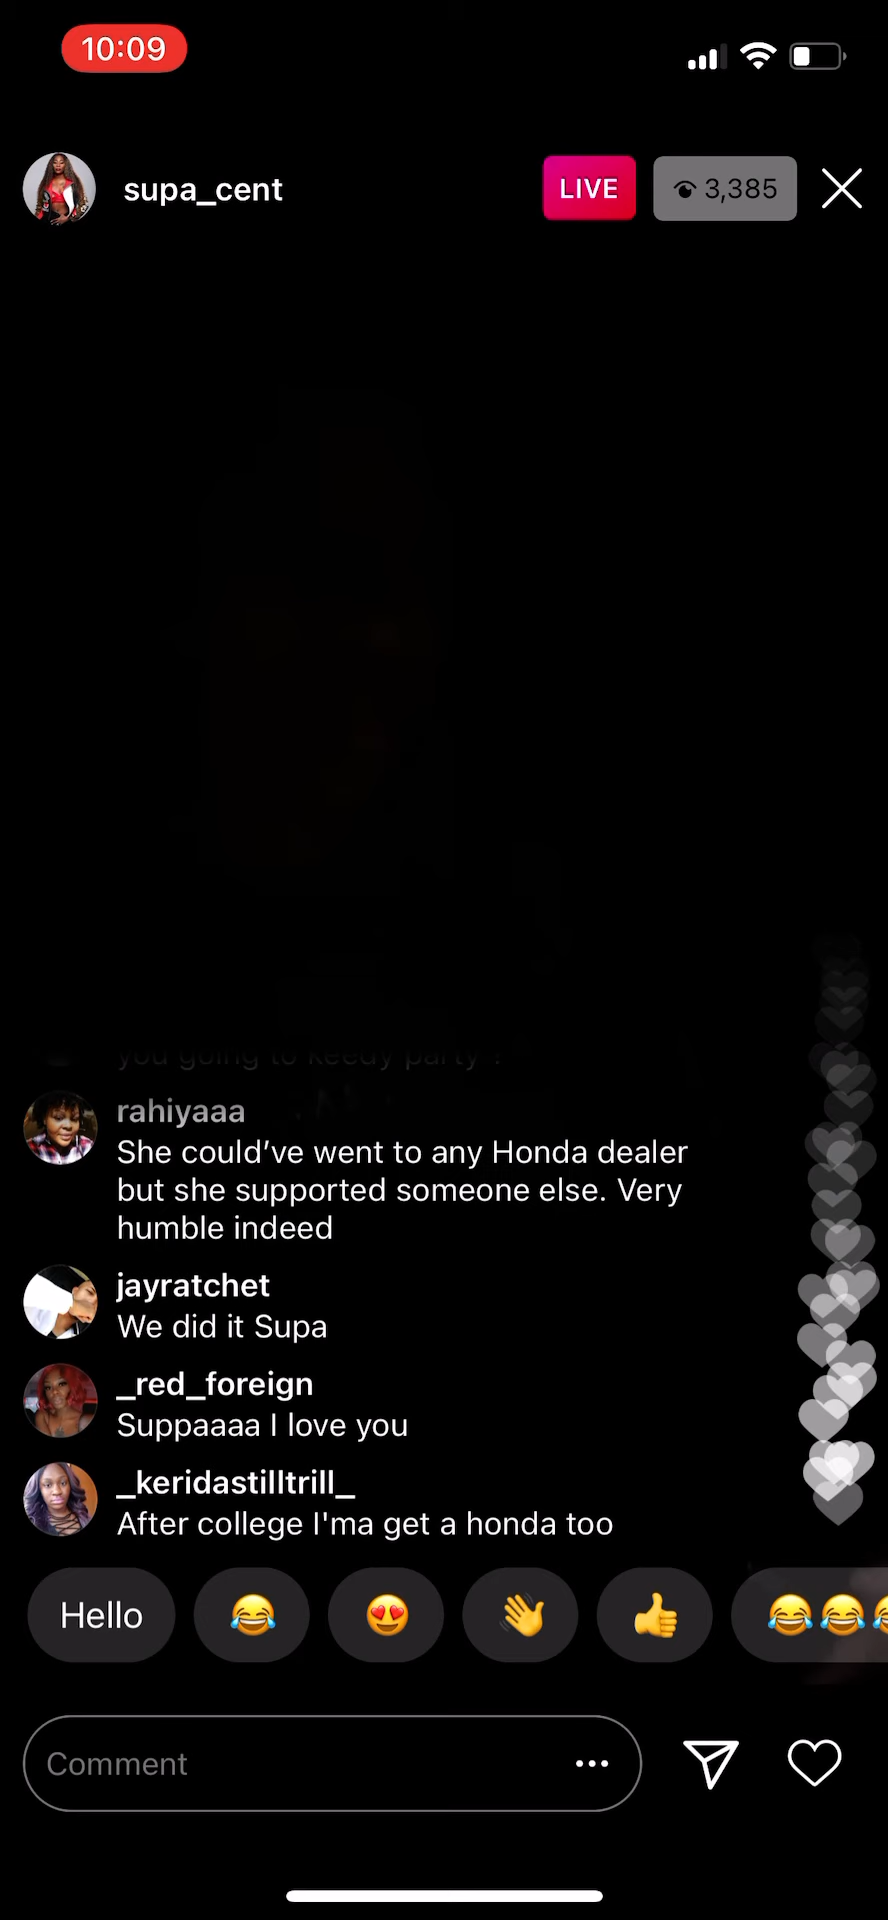 10:09
supa_cent
LIVE
3,385
you going to keedy party ?
rahiyaaa
She could’ve went to any Honda dealer
but she supported someone else. Very
humble indeed
jayratchet
We did it Supa
_red_foreign
Suppaaaa I love you
_keridastilltrill_
After college I'ma get a honda too
Hello
Comment